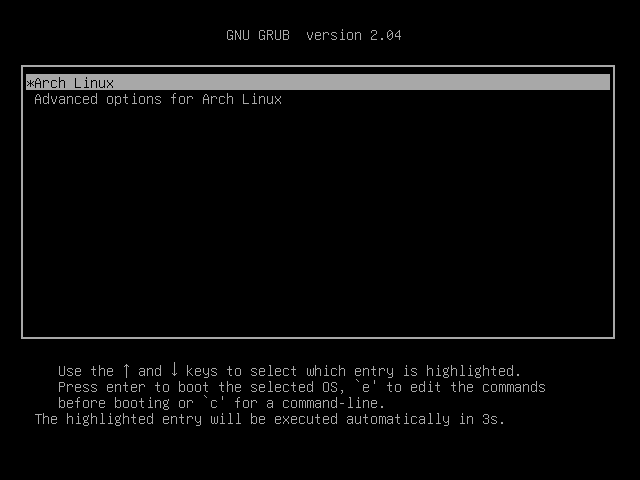 GNU GRUB version 2.04
*Arch Linux
Advanced options for Arch Linux
Use the ↑ and ↓ keys to select which entry is highlighted.
Press enter to boot the selected OS, `e' to edit the commands
before booting or `c' for a command-line.
The highlighted entry will be executed automatically in 3s.